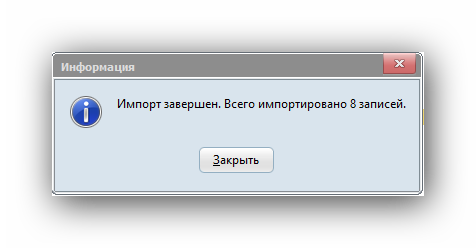 Информация
Импорт завершен. Всего импортировано 8 записей.
Закрыть